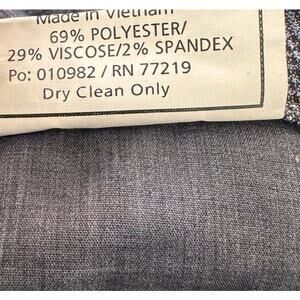 Made in Vietnam
69% POLYESTER/
29% VISCOSE/2% SPANDEX
Po: 010982 / RN 77219
Dry Clean Only